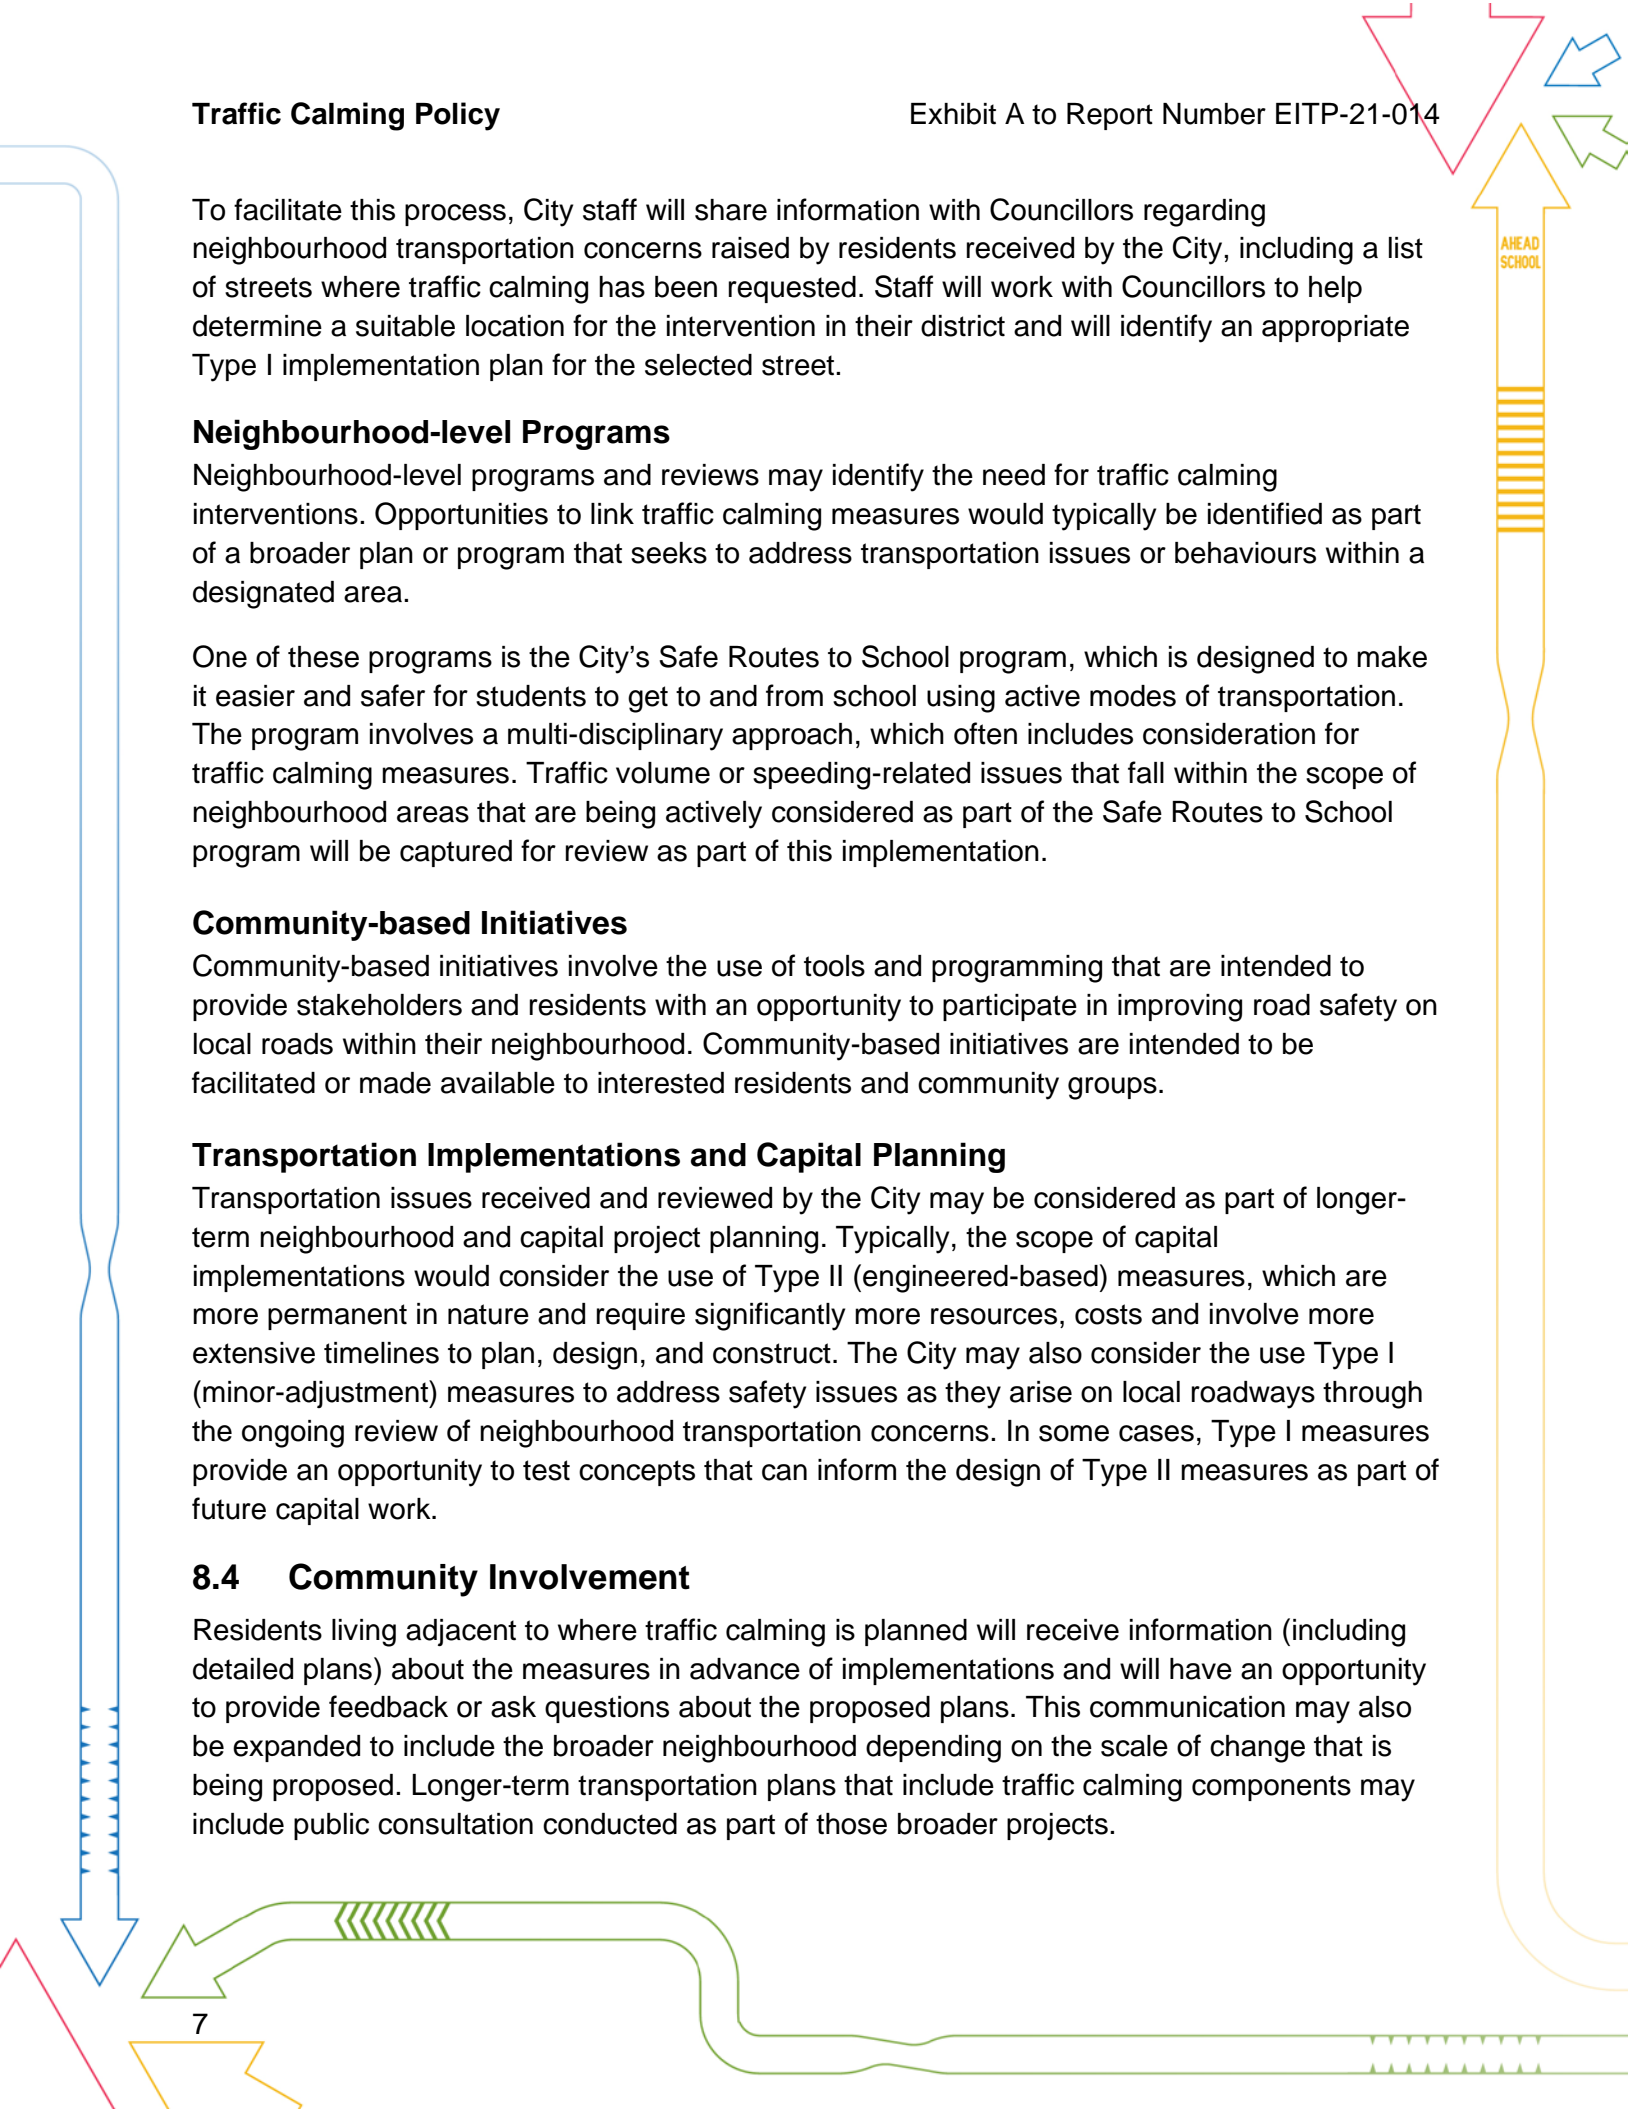 Traffic Calming Policy
Exhibit A to Report Number EITP-21-014
AHEAD
SCHOOL
To facilitate this process, City staff will share information with Councillors regarding
neighbourhood transportation concerns raised by residents received by the City, including a list
of streets where traffic calming has been requested. Staff will work with Councillors to help
determine a suitable location for the intervention in their district and will identify an appropriate
Type I implementation plan for the selected street.
Neighbourhood-level Programs
Neighbourhood-level programs and reviews may identify the need for traffic calming
interventions. Opportunities to link traffic calming measures would typically be identified as part
of a broader plan or program that seeks to address transportation issues or behaviours within a
designated area.
One of these programs is the City’s Safe Routes to School program, which is designed to make
it easier and safer for students to get to and from school using active modes of transportation.
The program involves a multi-disciplinary approach, which often includes consideration for
traffic calming measures. Traffic volume or speeding-related issues that fall within the scope of
neighbourhood areas that are being actively considered as part of the Safe Routes to School
program will be captured for review as part of this implementation.
Community-based Initiatives
Community-based initiatives involve the use of tools and programming that are intended to
provide stakeholders and residents with an opportunity to participate in improving road safety on
local roads within their neighbourhood. Community-based initiatives are intended to be
facilitated or made available to interested residents and community groups.
Transportation Implementations and Capital Planning
Transportation issues received and reviewed by the City may be considered as part of longer-
term neighbourhood and capital project planning. Typically, the scope of capital
implementations would consider the use of Type II (engineered-based) measures, which are
more permanent in nature and require significantly more resources, costs and involve more
extensive timelines to plan, design, and construct. The City may also consider the use Type I
(minor-adjustment) measures to address safety issues as they arise on local roadways through
the ongoing review of neighbourhood transportation concerns. In some cases, Type I measures
provide an opportunity to test concepts that can inform the design of Type II measures as part of
future capital work.
8.4 Community Involvement
Residents living adjacent to where traffic calming is planned will receive information (including
detailed plans) about the measures in advance of implementations and will have an opportunity
to provide feedback or ask questions about the proposed plans. This communication may also
be expanded to include the broader neighbourhood depending on the scale of change that is
being proposed. Longer-term transportation plans that include traffic calming components may
include public consultation conducted as part of those broader projects.
7